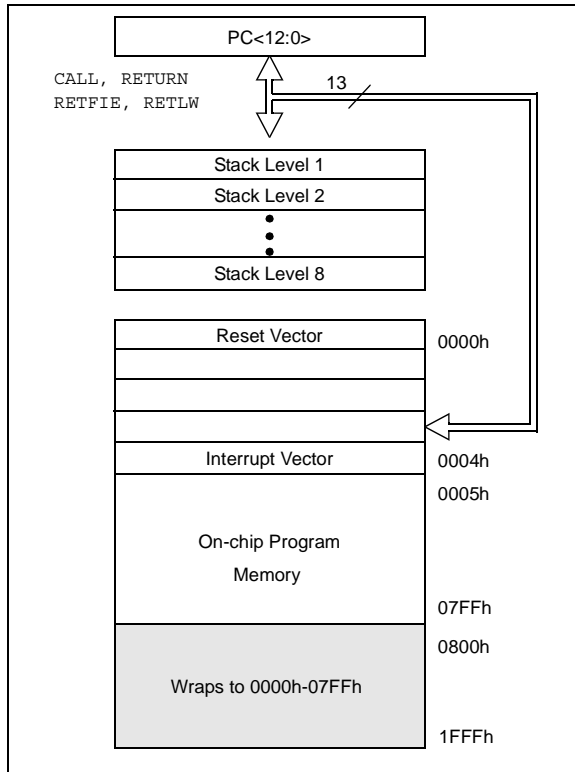 PC<12:0>
CALL, RETURN
RETFIE, RETLW
13
Stack Level 1
Stack Level 2
Stack Level 8
Reset Vector
0000h
Interrupt Vector
0004h
0005h
On-chip Program
Memory
07FFh
0800h
Wraps to 0000h-07FFh
1FFFh